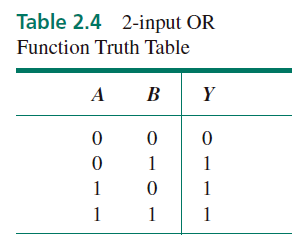 Table 2.4 2-input OR
Function Truth Table
A B Y
0 0 0
0 1 1
1 0 1
1 1 1